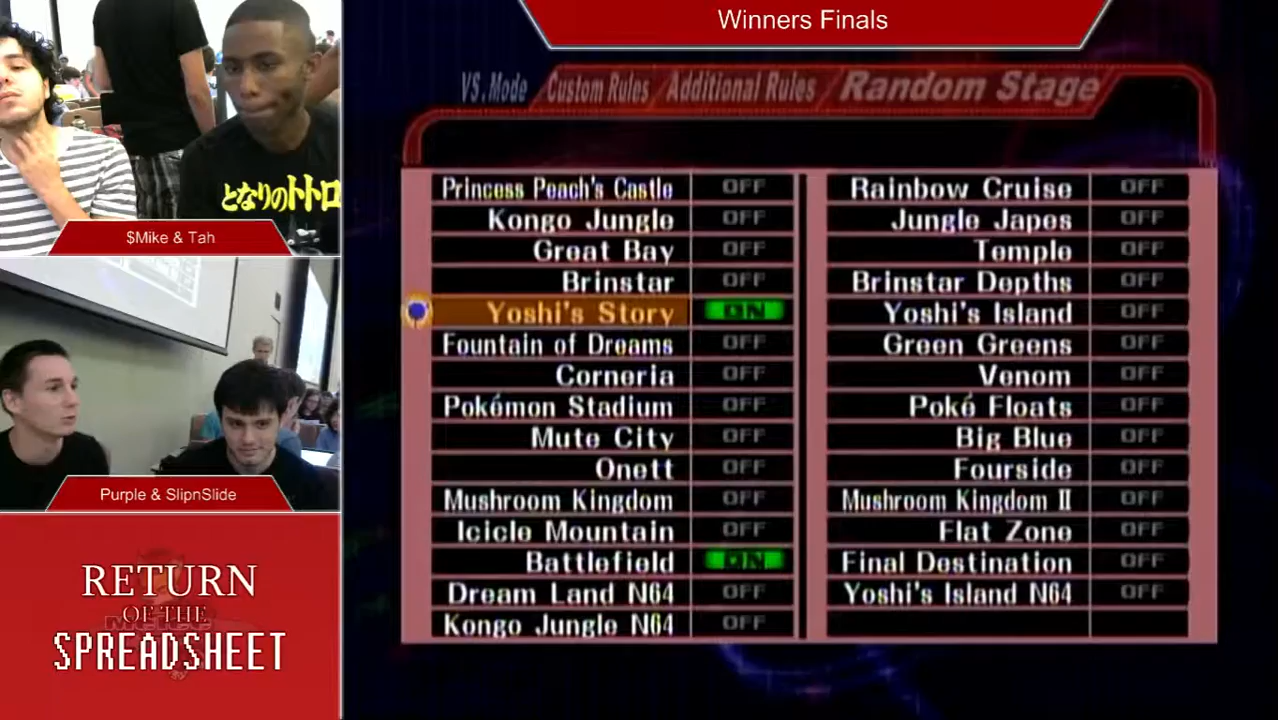 Winners Finals
VS. Mode
Custom Rules
Additional Rules
Random Stage
Princess Peach's Castle OFF Rainbow Cruise OFF
Kongo Jungle OFF Jungle Japes OFF
Great Bay OFF Temple OFF
Brinstar OFF Brinstar Depths OFF
Yoshi's Story ON Yoshi's Island OFF
Fountain of Dreams OFF Green Greens OFF
Corneria OFF Venom OFF
Pokémon Stadium OFF Poké Floats OFF
Mute City OFF Big Blue OFF
Onett OFF Fourside OFF
Mushroom Kingdom OFF Mushroom Kingdom II OFF
Icicle Mountain OFF Flat Zone OFF
Battlefield ON Final Destination OFF
Dream Land N64 OFF Yoshi's Island N64 OFF
Kongo Jungle N64 OFF
となりのトトロ
$Mike & Tah
Purple & SlipnSlide
RETURN
OF THE
SPREADSHEET